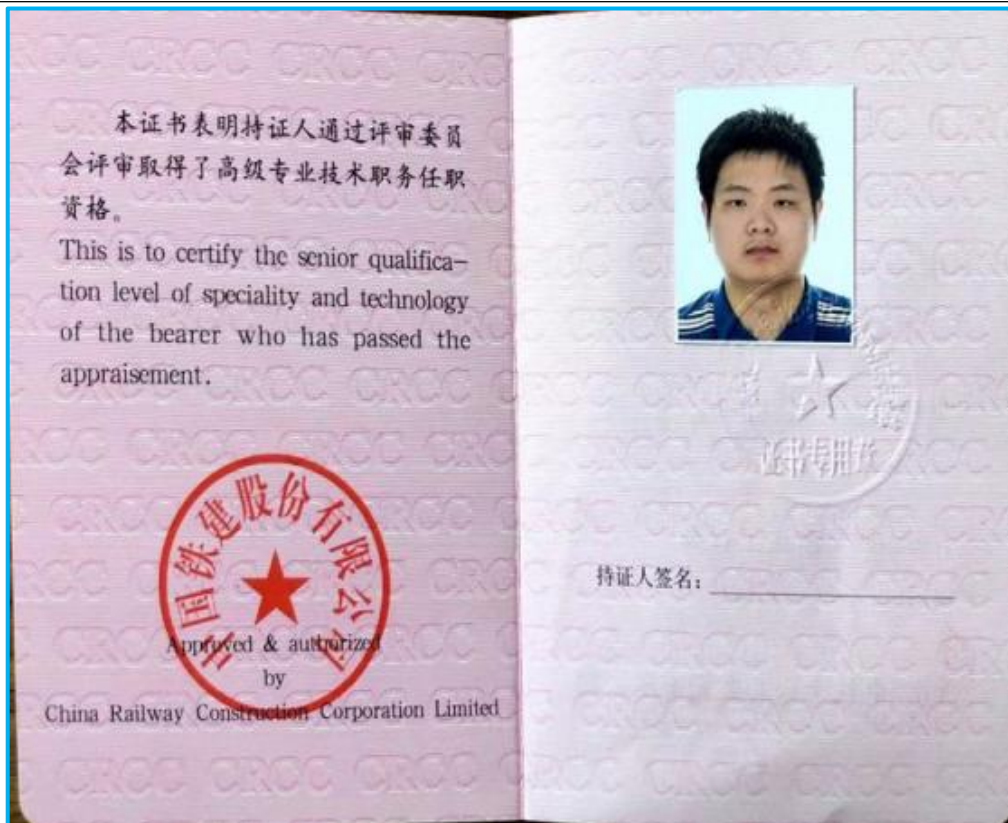 本证书表明持证人通过评审委员
会评审取得了高级专业技术职务任职
资格。
This is to certify the senior qualifica-
tion level of speciality and technology
of the bearer who has passed the
appraisement.
中国铁建股份有限公司
Approved & authorized
by
China Railway Construction Corporation Limited
证书专用章
持证人签名：
CRCC